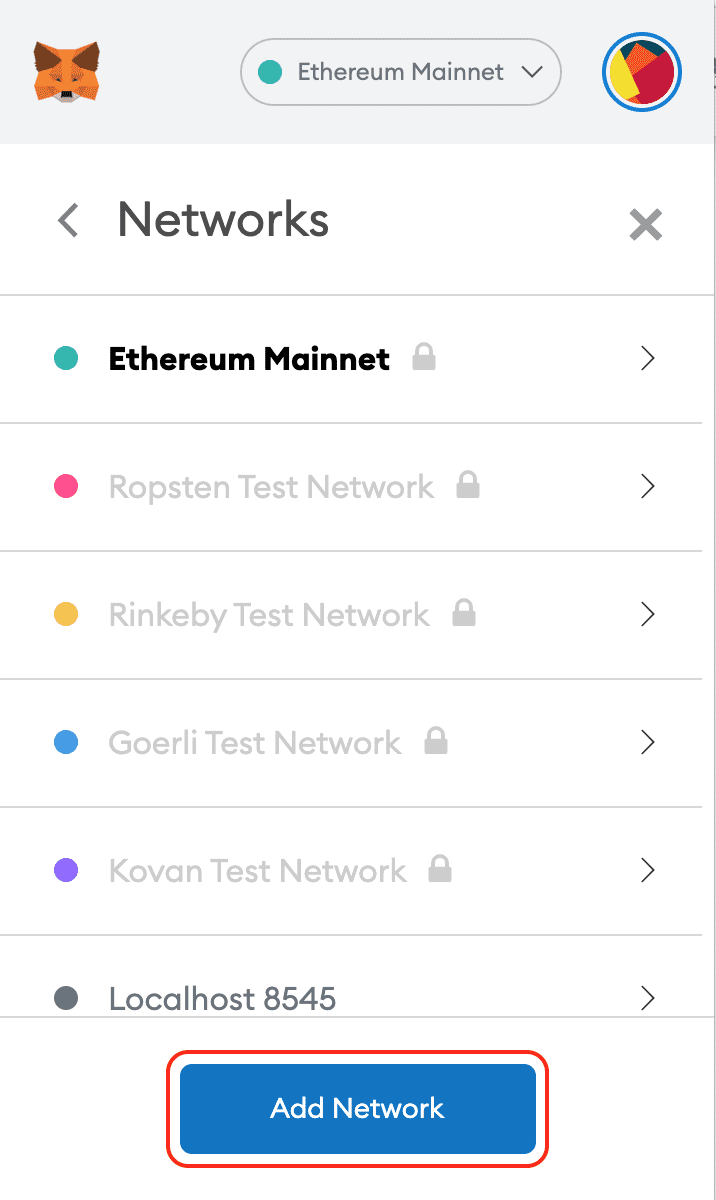 Ethereum Mainnet
Networks
Ethereum Mainnet
Ropsten Test Network
Rinkeby Test Network
Goerli Test Network
Kovan Test Network
Localhost 8545
Add Network